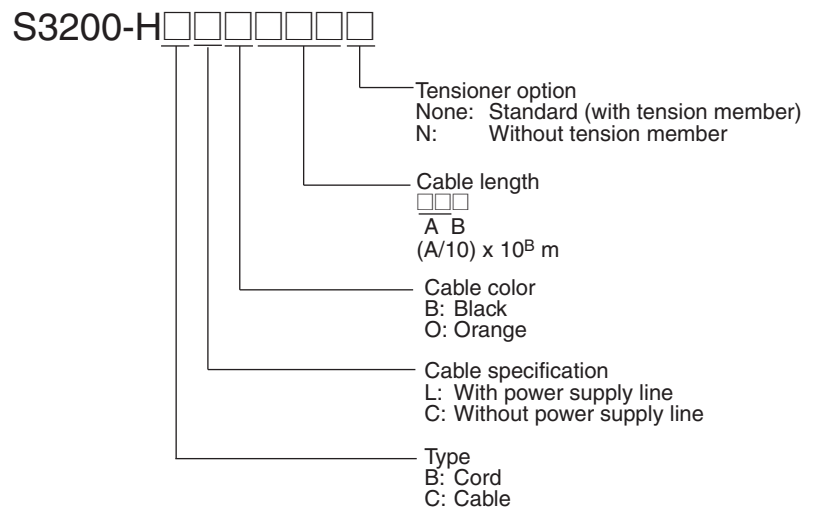 S3200-H□□□□□□□
Tensioner option
None: Standard (with tension member)
N: Without tension member
Cable length
□□□
A B
(A/10) x 10ᴮ m
Cable color
B: Black
O: Orange
Cable specification
L: With power supply line
C: Without power supply line
Type
B: Cord
C: Cable